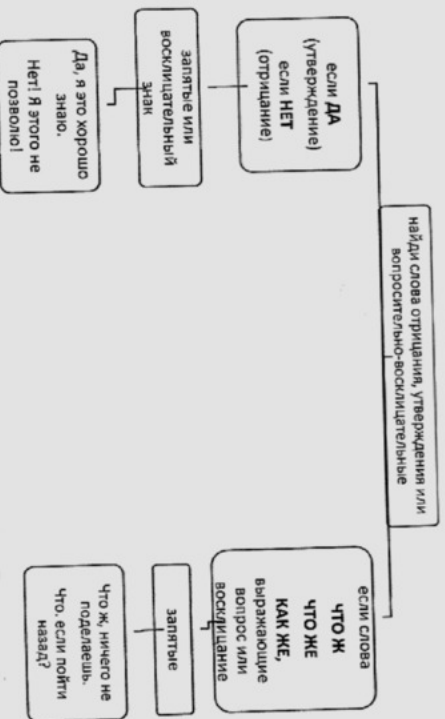 найди слова отрицания, утверждения или
вопросительно-восклицательные
если ДА
(утверждение)
если НЕТ
(отрицание)
запятые или
восклицательный
знак
Да, я это хорошо
знаю.
Нет! Я этого не
позволю!
если слова
ЧТО Ж
ЧТО ЖЕ
КАК ЖЕ,
выражающие
вопрос или
восклицание
запятые
Что ж, ничего не
поделаешь.
Что. если пойти
назад?